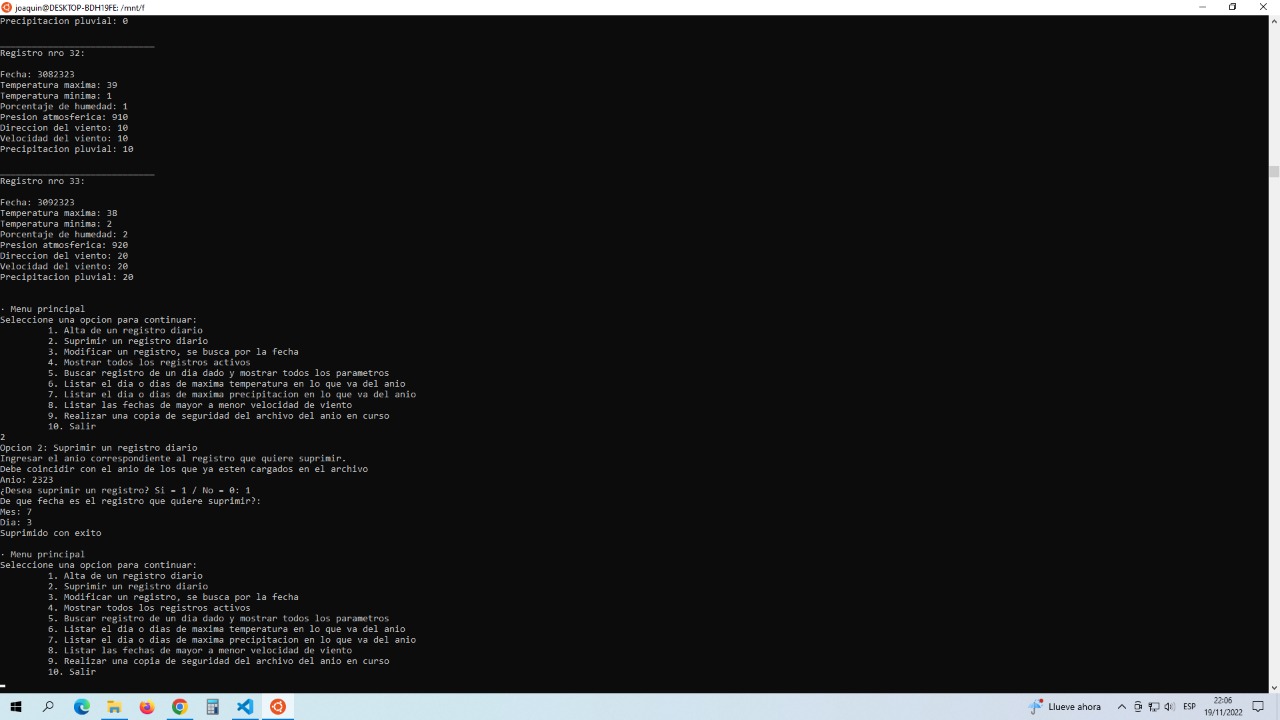 joaquin@DESKTOP-BDH19FE: /mnt/f
Precipitacion pluvial: 0
_____________________________
Registro nro 32:
Fecha: 3082323
Temperatura maxima: 39
Temperatura minima: 1
Porcentaje de humedad: 1
Presion atmosferica: 910
Direccion del viento: 10
Velocidad del viento: 10
Precipitacion pluvial: 10
_____________________________
Registro nro 33:
Fecha: 3092323
Temperatura maxima: 38
Temperatura minima: 2
Porcentaje de humedad: 2
Presion atmosferica: 920
Direccion del viento: 20
Velocidad del viento: 20
Precipitacion pluvial: 20
· Menu principal
Seleccione una opcion para continuar:
1. Alta de un registro diario
2. Suprimir un registro diario
3. Modificar un registro, se busca por la fecha
4. Mostrar todos los registros activos
5. Buscar registro de un dia dado y mostrar todos los parametros
6. Listar el dia o dias de maxima temperatura en lo que va del anio
7. Listar el dia o dias de maxima precipitacion en lo que va del anio
8. Listar las fechas de mayor a menor velocidad de viento
9. Realizar una copia de seguridad del archivo del anio en curso
10. Salir
2
Opcion 2: Suprimir un registro diario
Ingresar el anio correspondiente al registro que quiere suprimir.
Debe coincidir con el anio de los que ya esten cargados en el archivo
Anio: 2323
¿Desea suprimir un registro? Si = 1 / No = 0: 1
De que fecha es el registro que quiere suprimir?:
Mes: 7
Dia: 3
Suprimido con exito
· Menu principal
Seleccione una opcion para continuar:
1. Alta de un registro diario
2. Suprimir un registro diario
3. Modificar un registro, se busca por la fecha
4. Mostrar todos los registros activos
5. Buscar registro de un dia dado y mostrar todos los parametros
6. Listar el dia o dias de maxima temperatura en lo que va del anio
7. Listar el dia o dias de maxima precipitacion en lo que va del anio
8. Listar las fechas de mayor a menor velocidad de viento
9. Realizar una copia de seguridad del archivo del anio en curso
10. Salir
Llueve ahora
ESP
22:06
19/11/2022